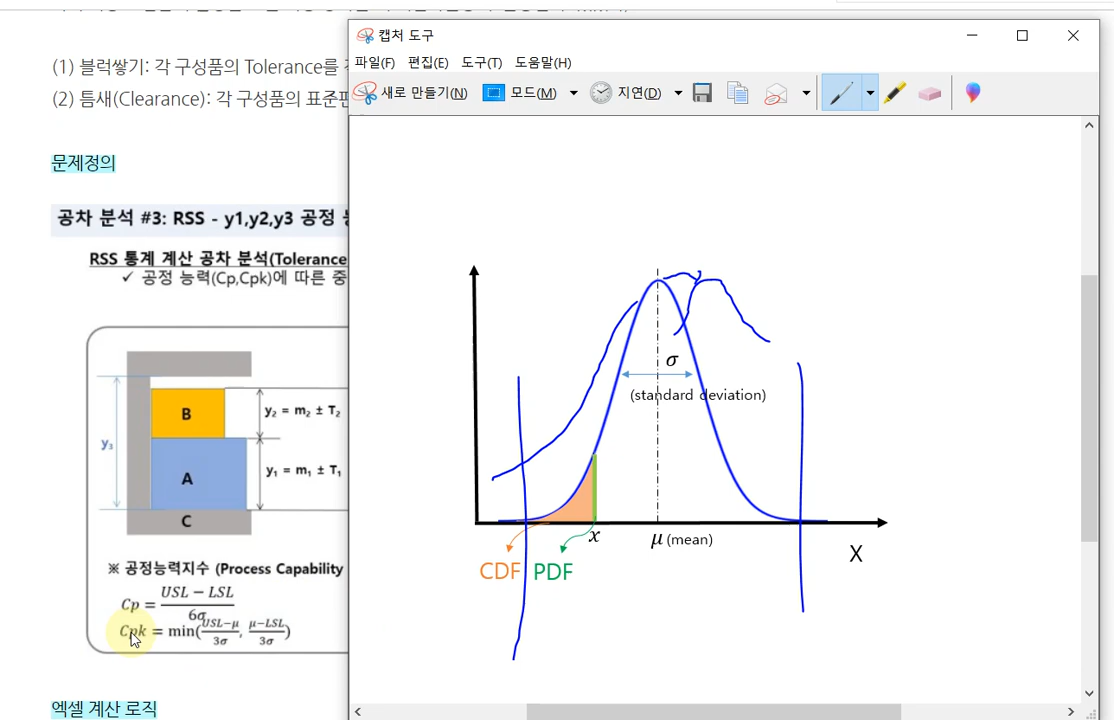 (1) 블럭쌓기: 각 구성품의 Tolerance를
(2) 틈새(Clearance): 각 구성품의 표준편
문제정의
공차 분석 #3: RSS - y1,y2,y3 공정
RSS 통계 계산 공차 분석(Tolerance
✓ 공정 능력(Cp,Cpk)에 따른 중
B
y₂ = m₂ ± T₂
y₃
A
y₁ = m₁ ± T₁
C
※ 공정능력지수 (Process Capability
Cp = (USL − LSL)/6σ
Cpk = min((USL−μ)/3σ, (μ−LSL)/3σ)
엑셀 계산 로직
캡처 도구
파일(F) 편집(E) 도구(T) 도움말(H)
새로 만들기(N) 모드(M) 지연(D)
σ
(standard deviation)
x
μ (mean)
X
CDF PDF